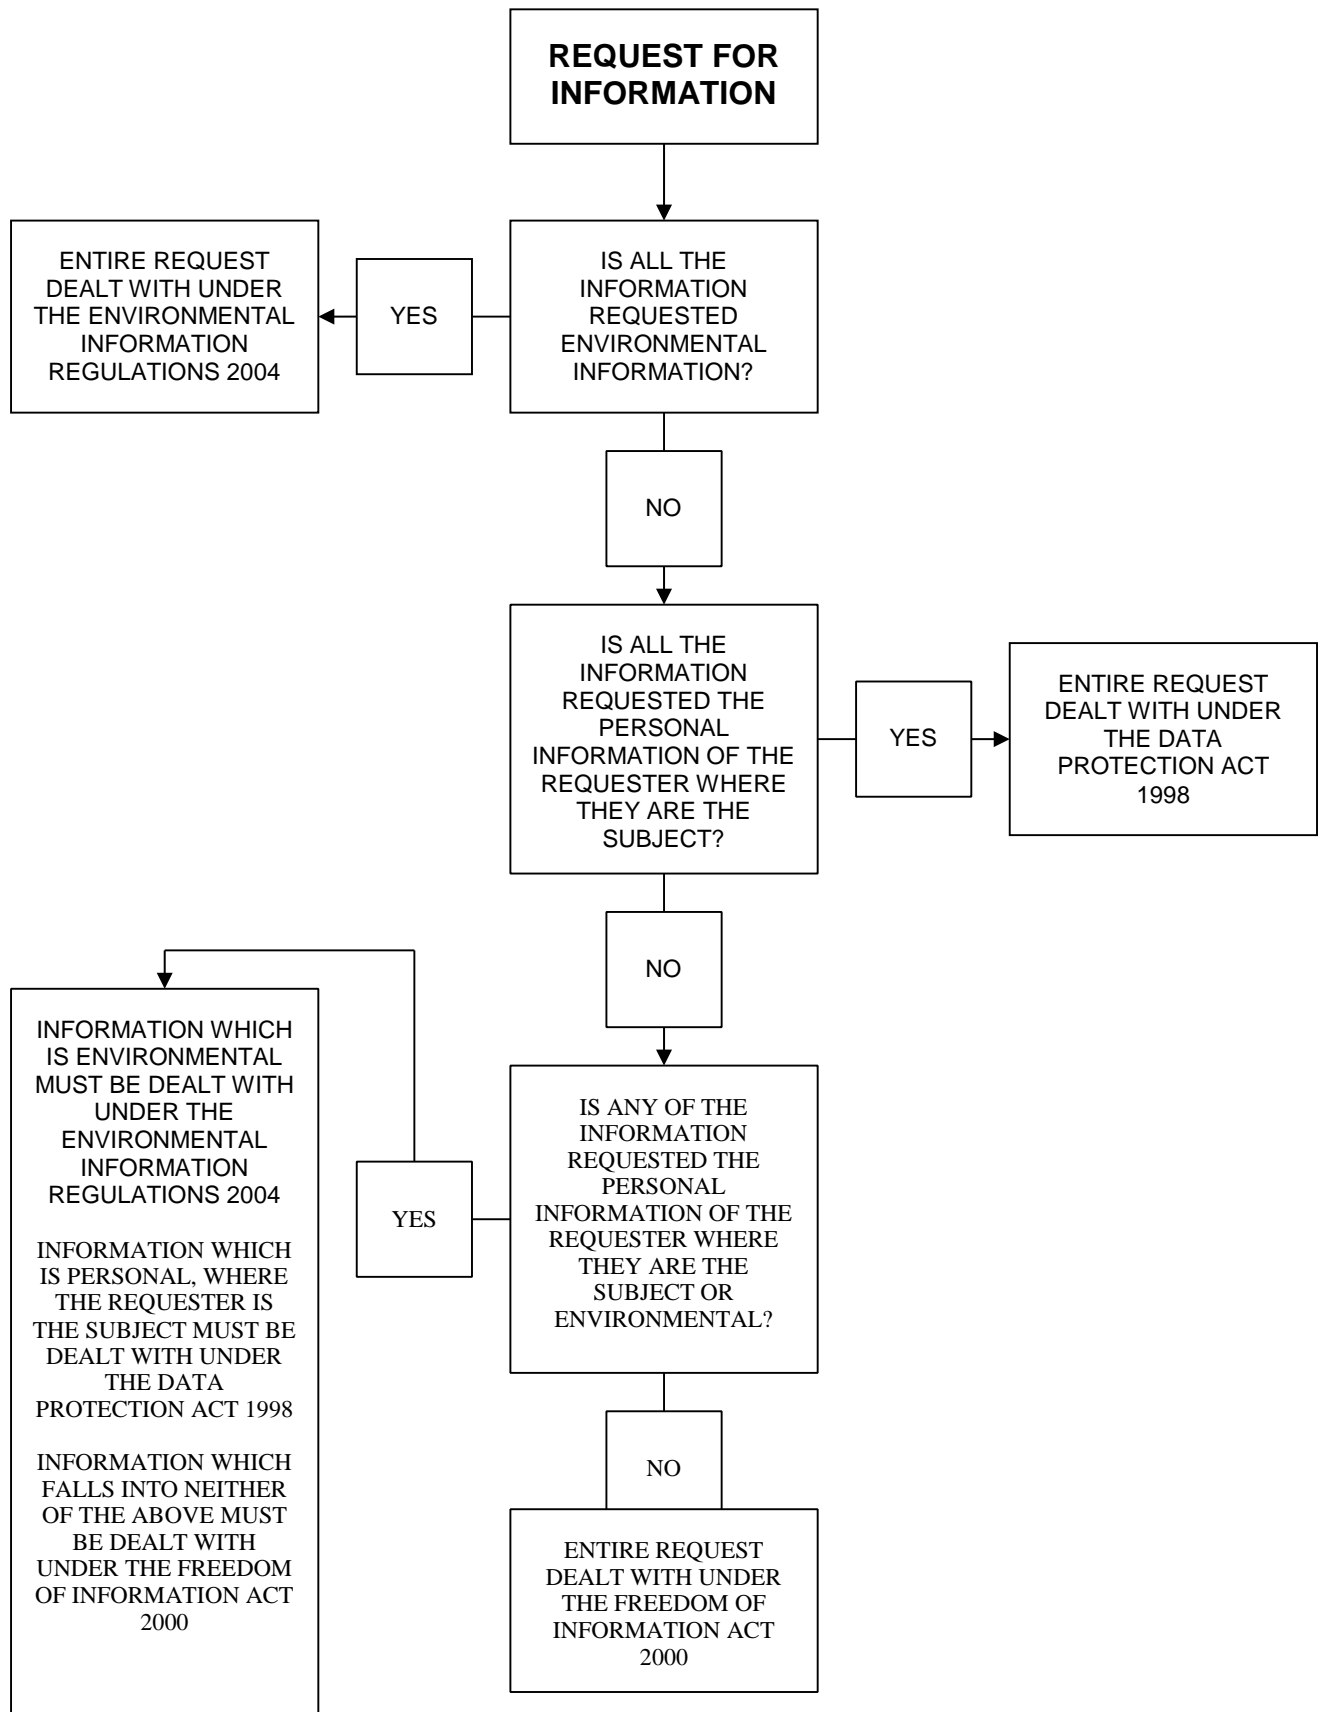 REQUEST FOR
INFORMATION
ENTIRE REQUEST
DEALT WITH UNDER
THE ENVIRONMENTAL
INFORMATION
REGULATIONS 2004
YES
IS ALL THE
INFORMATION
REQUESTED
ENVIRONMENTAL
INFORMATION?
NO
IS ALL THE
INFORMATION
REQUESTED THE
PERSONAL
INFORMATION OF THE
REQUESTER WHERE
THEY ARE THE
SUBJECT?
YES
ENTIRE REQUEST
DEALT WITH UNDER
THE DATA
PROTECTION ACT
1998
NO
INFORMATION WHICH
IS ENVIRONMENTAL
MUST BE DEALT WITH
UNDER THE
ENVIRONMENTAL
INFORMATION
REGULATIONS 2004
INFORMATION WHICH
IS PERSONAL, WHERE
THE REQUESTER IS
THE SUBJECT MUST BE
DEALT WITH UNDER
THE DATA
PROTECTION ACT 1998
INFORMATION WHICH
FALLS INTO NEITHER
OF THE ABOVE MUST
BE DEALT WITH
UNDER THE FREEDOM
OF INFORMATION ACT
2000
YES
IS ANY OF THE
INFORMATION
REQUESTED THE
PERSONAL
INFORMATION OF THE
REQUESTER WHERE
THEY ARE THE
SUBJECT OR
ENVIRONMENTAL?
NO
ENTIRE REQUEST
DEALT WITH UNDER
THE FREEDOM OF
INFORMATION ACT
2000